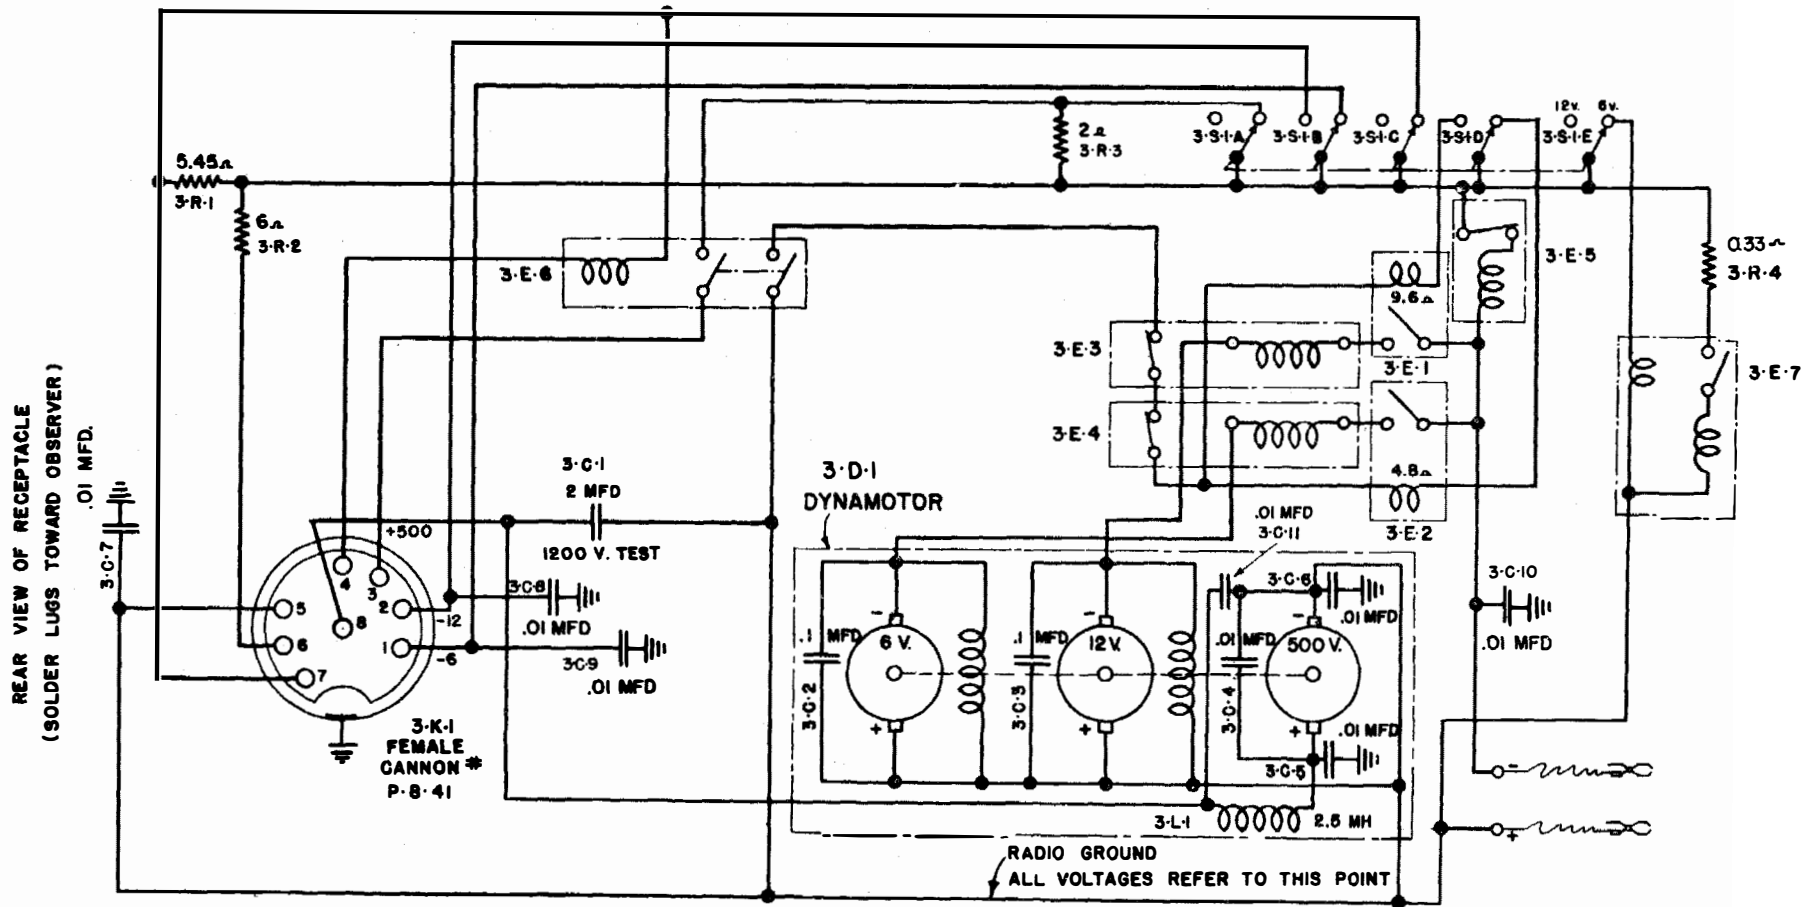 12v. 6v.
3·S·1·A 3·S·1·B 3·S·1·C 3·S1·D 3·S·1·E
2Ω
3·R·3
5.45Ω
3·R·1
6Ω
3·R·2
3·E·6
0.33Ω
3·R·4
3·E·5
9.6Ω
3·E·3
3·E·1
3·E·7
3·E·4
4.8Ω
3·E·2
REAR VIEW OF RECEPTACLE
(SOLDER LUGS TOWARD OBSERVER)
.01 MFD.
3·C·7
3·C·1
2 MFD
1200 V. TEST
+500
3·D·1
DYNAMOTOR
.01 MFD
3·C·11
4
3
5
2
8
6
1
7
-12
-6
3·C·8
.01 MFD
3·C·9
.01 MFD
3·K·1
FEMALE
CANNON #
P·8·41
.1 MFD
3·C·2
-
6 V.
+
.1 MFD
3·C·3
-
12 V.
+
3·C·6
.01 MFD
.01 MFD
3·C·4
-
500 V.
+
.01 MFD
3·C·5
3·C·10
.01 MFD
3·L·1
2.5 MH
-
+
RADIO GROUND
ALL VOLTAGES REFER TO THIS POINT